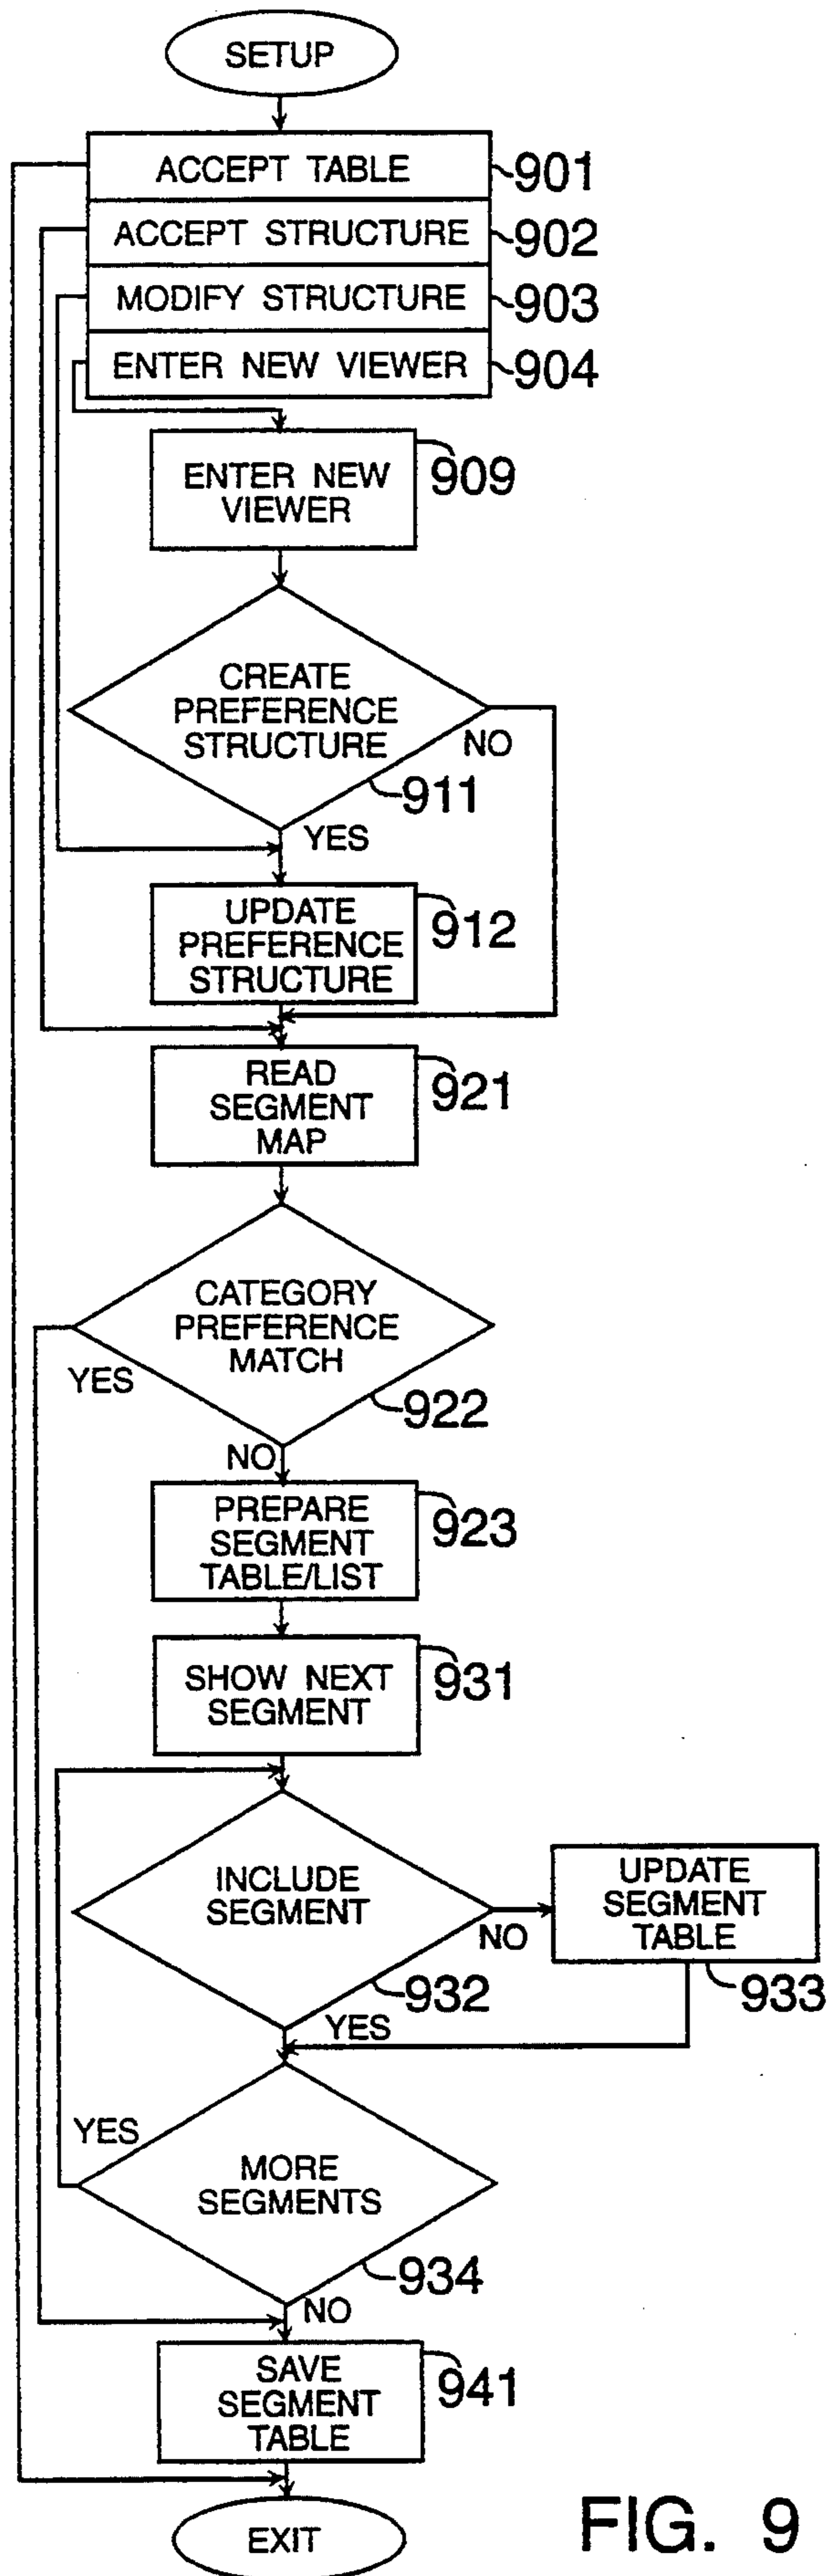 SETUP
ACCEPT TABLE
901
ACCEPT STRUCTURE
902
MODIFY STRUCTURE
903
ENTER NEW VIEWER
904
ENTER NEW
VIEWER
909
CREATE
PREFERENCE
STRUCTURE
NO
911
YES
UPDATE
PREFERENCE
STRUCTURE
912
READ
SEGMENT
MAP
921
CATEGORY
PREFERENCE
MATCH
YES
922
NO
PREPARE
SEGMENT
TABLE/LIST
923
SHOW NEXT
SEGMENT
931
INCLUDE
SEGMENT
NO
932
UPDATE
SEGMENT
TABLE
933
YES
YES
MORE
SEGMENTS
934
NO
SAVE
SEGMENT
TABLE
941
EXIT
FIG. 9